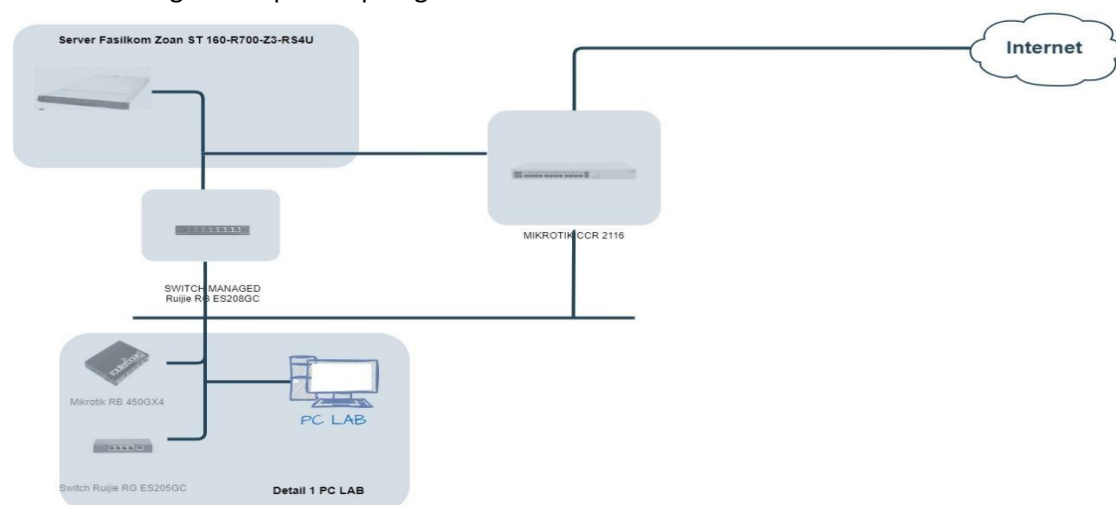 Server Fasilkom Zoan ST 160-R700-Z3-RS4U
Internet
MIKROTIK CCR 2116
SWITCH MANAGED
Ruijie RG ES208GC
Mikrotik RB 450GX4
PC LAB
Switch Ruijie RG ES205GC
Detail 1 PC LAB